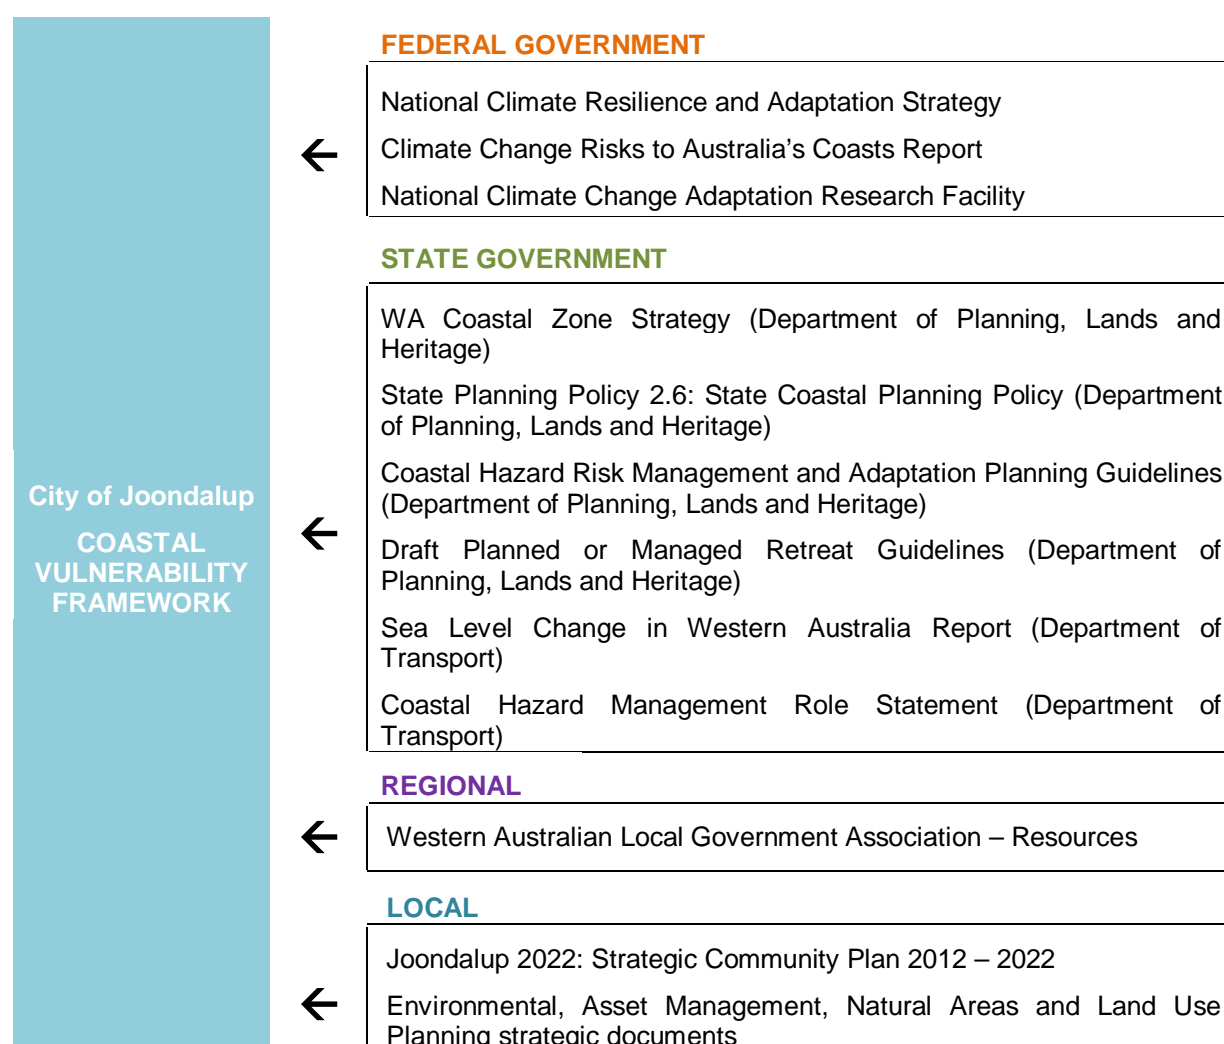 FEDERAL GOVERNMENT
National Climate Resilience and Adaptation Strategy
Climate Change Risks to Australia’s Coasts Report
National Climate Change Adaptation Research Facility
STATE GOVERNMENT
WA Coastal Zone Strategy (Department of Planning, Lands and
Heritage)
State Planning Policy 2.6: State Coastal Planning Policy (Department
of Planning, Lands and Heritage)
Coastal Hazard Risk Management and Adaptation Planning Guidelines
(Department of Planning, Lands and Heritage)
Draft Planned or Managed Retreat Guidelines (Department of
Planning, Lands and Heritage)
Sea Level Change in Western Australia Report (Department of
Transport)
Coastal Hazard Management Role Statement (Department of
Transport)
City of Joondalup
COASTAL
VULNERABILITY
FRAMEWORK
REGIONAL
Western Australian Local Government Association – Resources
LOCAL
Joondalup 2022: Strategic Community Plan 2012 – 2022
Environmental, Asset Management, Natural Areas and Land Use
Planning strategic documents